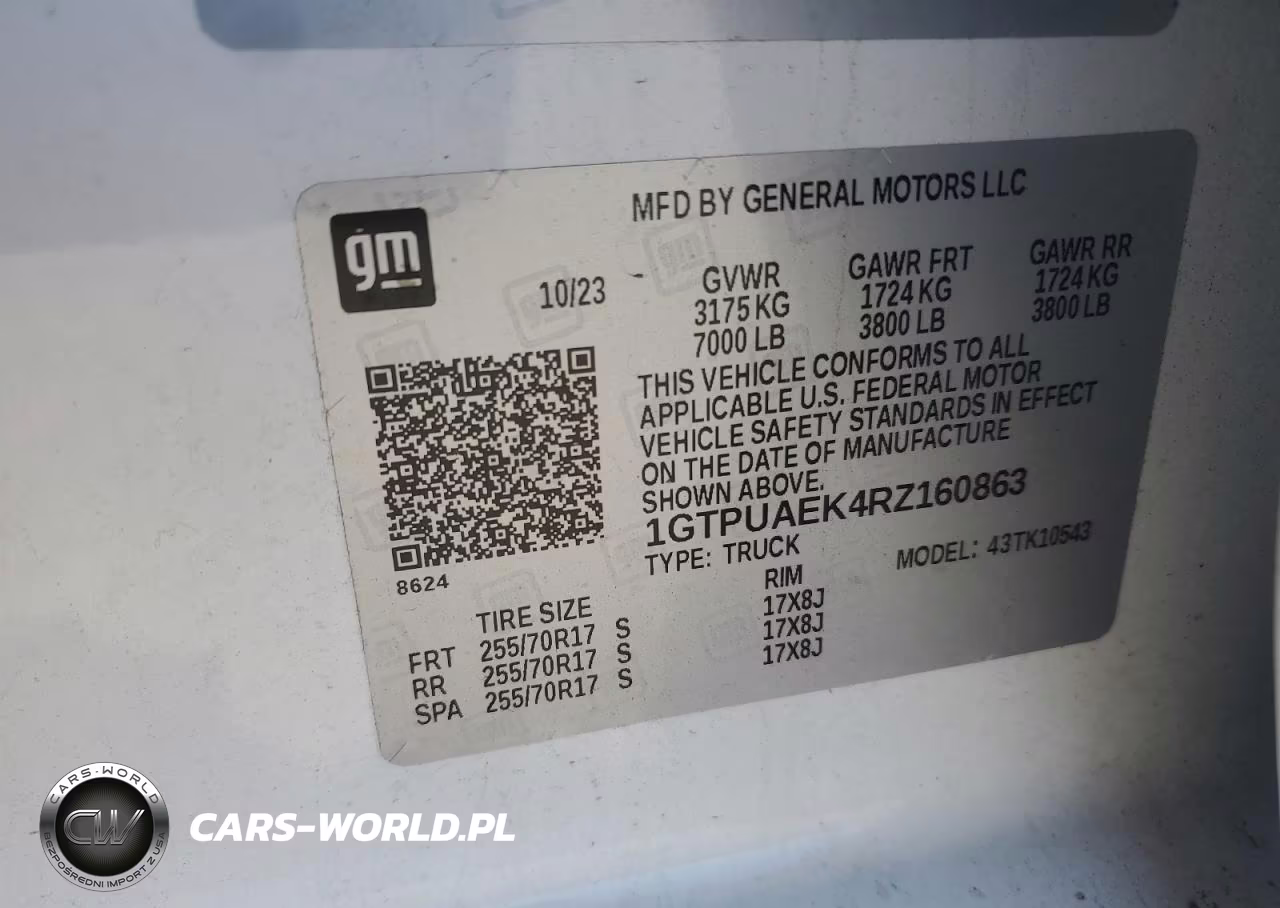 MFD BY GENERAL MOTORS LLC
gm
10/23
GVWR GAWR FRT GAWR RR
3175 KG 1724 KG 1724 KG
7000 LB 3800 LB 3800 LB
THIS VEHICLE CONFORMS TO ALL
APPLICABLE U.S. FEDERAL MOTOR
VEHICLE SAFETY STANDARDS IN EFFECT
ON THE DATE OF MANUFACTURE
SHOWN ABOVE.
1GTPUAEK4RZ160863
TYPE: TRUCK MODEL: 43TK10543
8624
TIRE SIZE RIM
FRT 255/70R17 S 17X8J
RR 255/70R17 S 17X8J
SPA 255/70R17 S 17X8J
CARS-WORLD
CW
BEZPOŚREDNI IMPORT Z USA
CARS-WORLD.PL